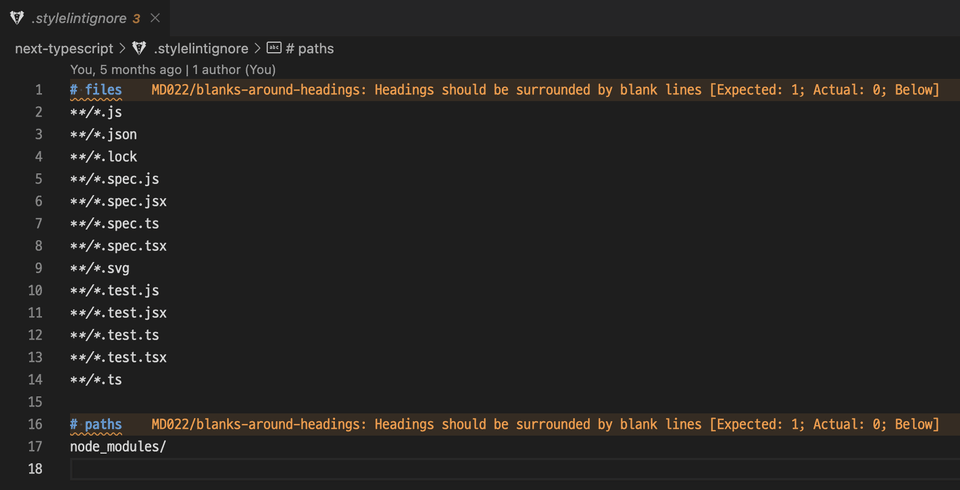 .stylelintignore 3
next-typescript > .stylelintignore > # paths
You, 5 months ago | 1 author (You)
1 # files MD022/blanks-around-headings: Headings should be surrounded by blank lines [Expected: 1; Actual: 0; Below]
2 **/*.js
3 **/*.json
4 **/*.lock
5 **/*.spec.js
6 **/*.spec.jsx
7 **/*.spec.ts
8 **/*.spec.tsx
9 **/*.svg
10 **/*.test.js
11 **/*.test.jsx
12 **/*.test.ts
13 **/*.test.tsx
14 **/*.ts
15
16 # paths MD022/blanks-around-headings: Headings should be surrounded by blank lines [Expected: 1; Actual: 0; Below]
17 node_modules/
18